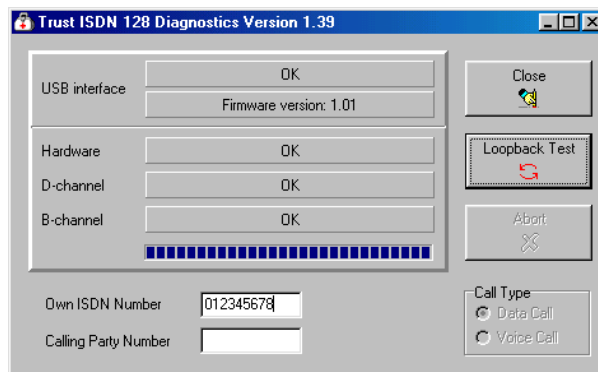 Trust ISDN 128 Diagnostics Version 1.39
USB interface
OK
Firmware version: 1.01
Hardware
OK
D-channel
OK
B-channel
OK
Own ISDN Number
012345678
Calling Party Number
Close
Loopback Test
Abort
Call Type
Data Call
Voice Call